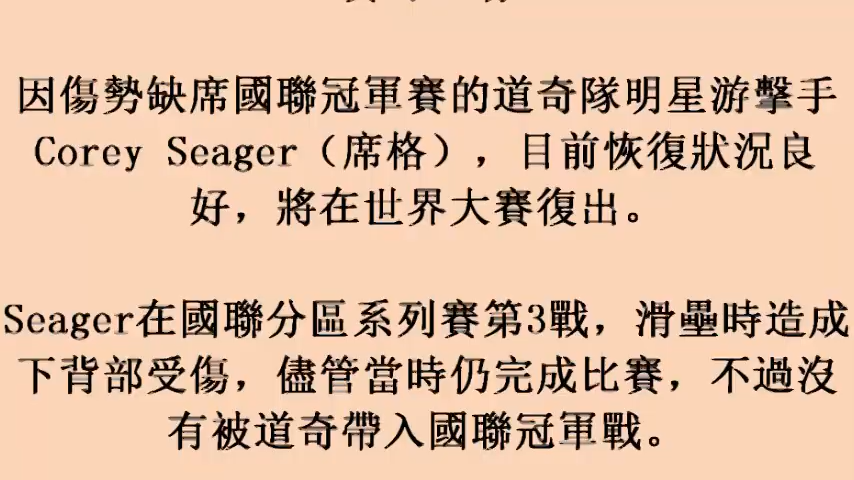 因傷勢缺席國聯冠軍賽的道奇隊明星游擊手
Corey Seager（席格），目前恢復狀況良
好，將在世界大賽復出。
Seager在國聯分區系列賽第3戰，滑壘時造成
下背部受傷，儘管當時仍完成比賽，不過沒
有被道奇帶入國聯冠軍戰。